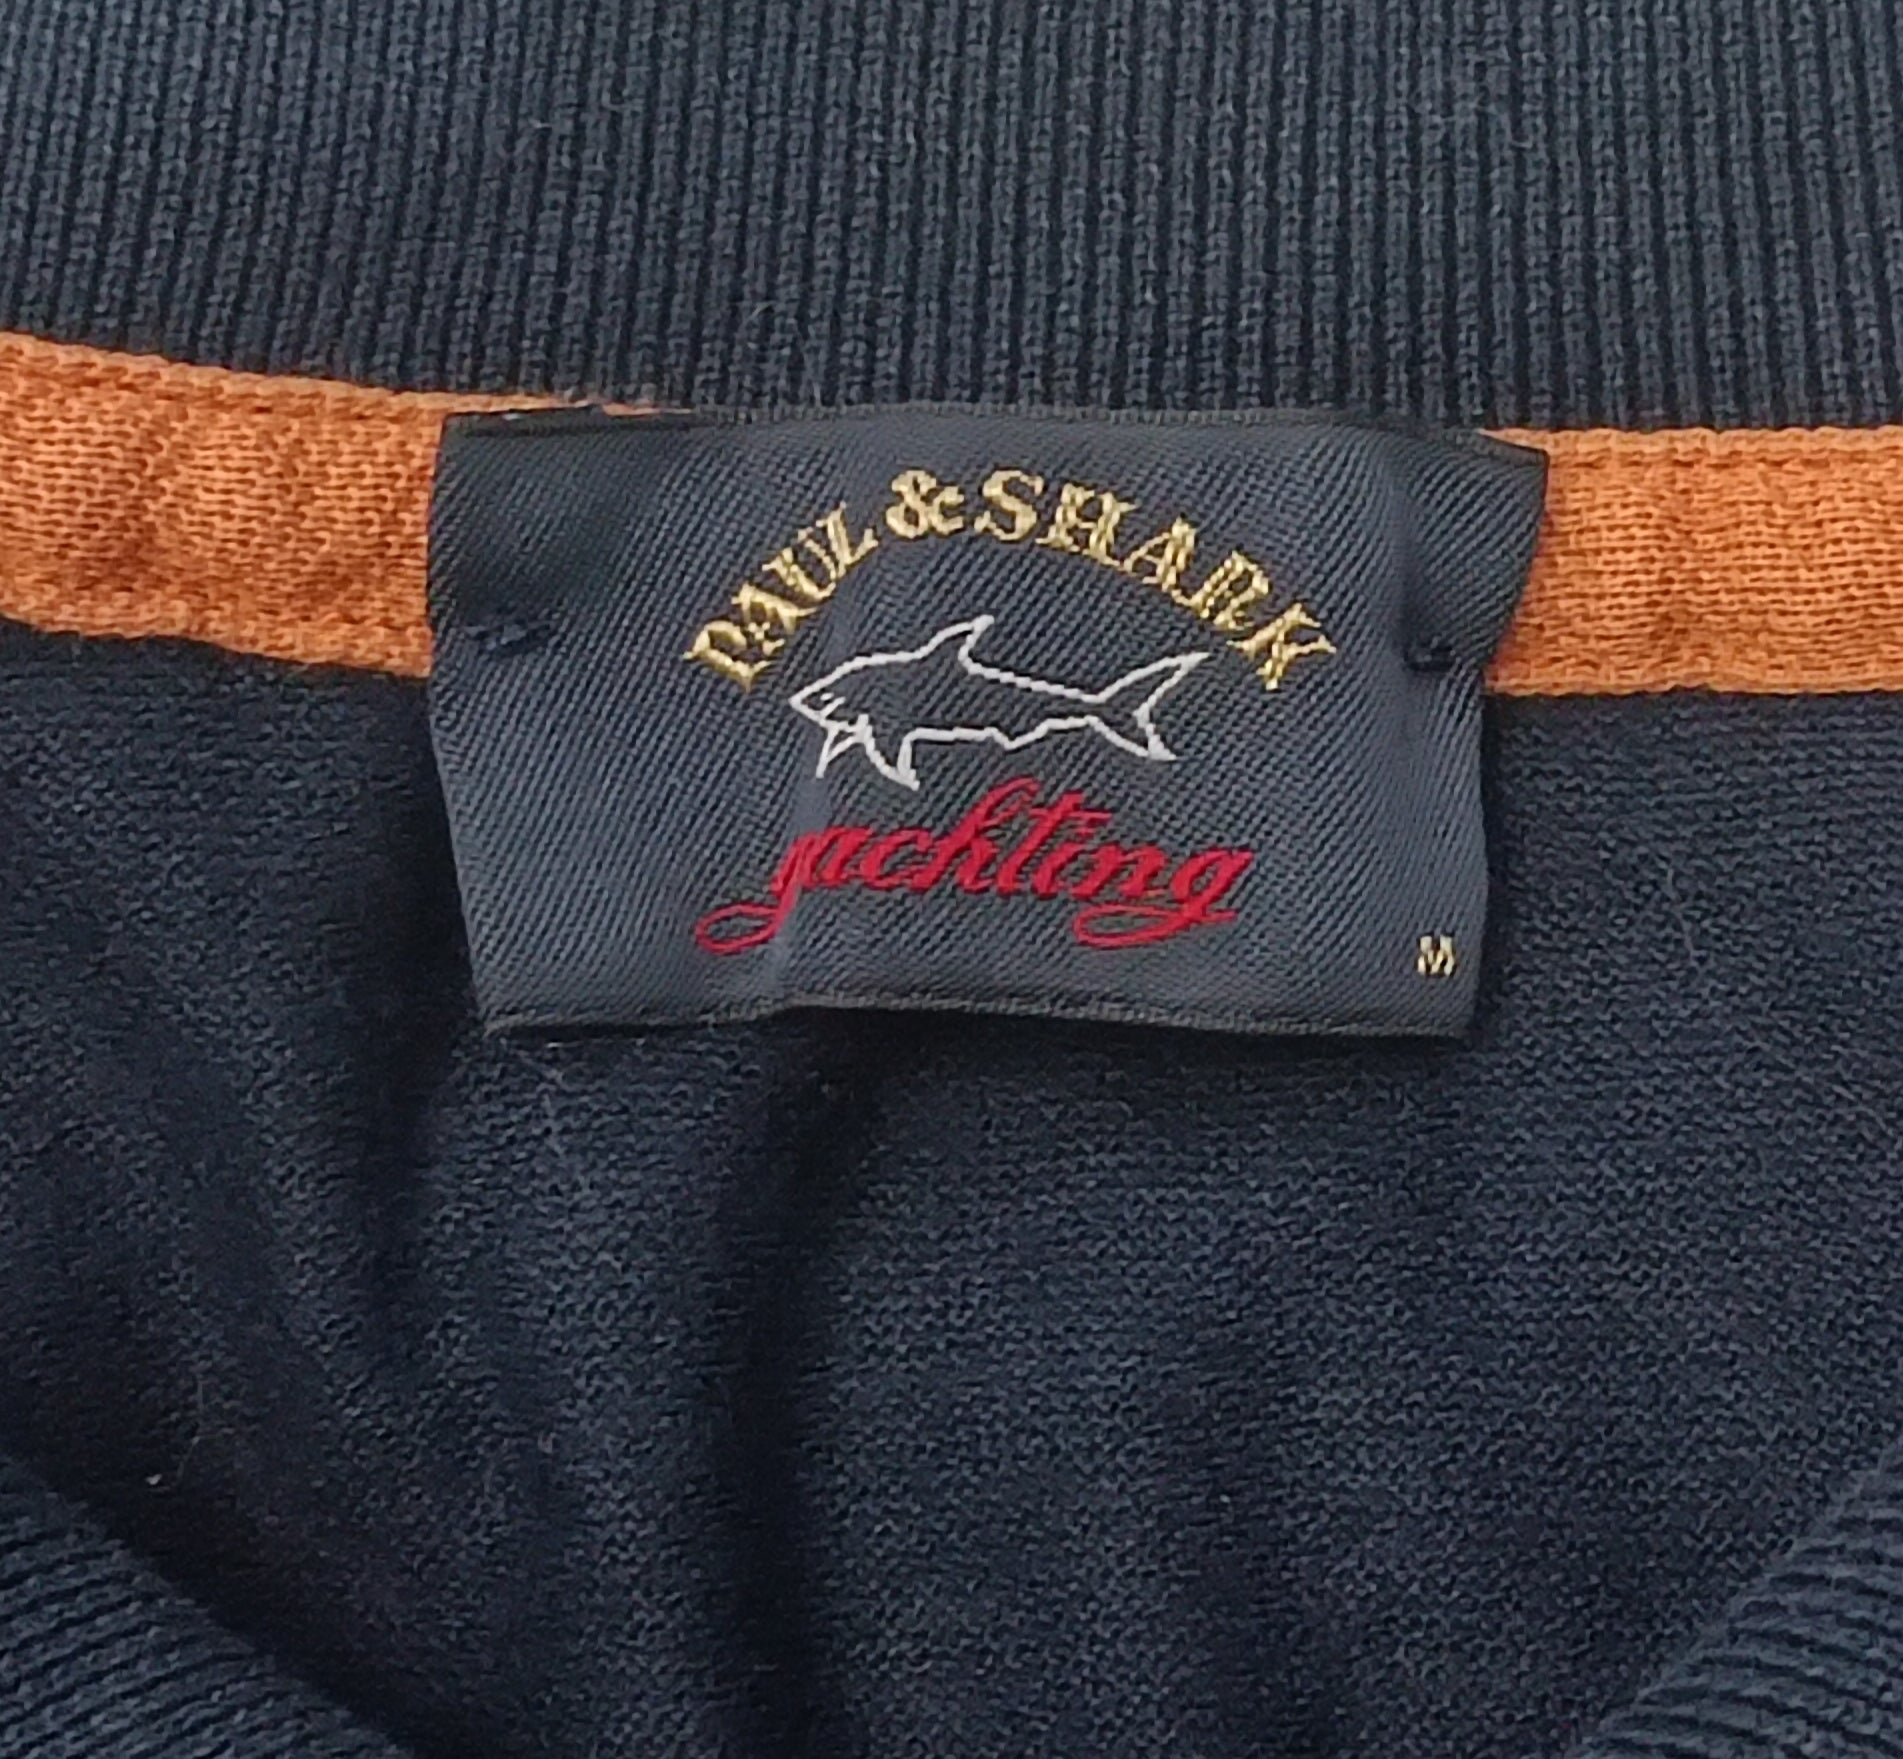 PAUL & SHARK
yachting
M